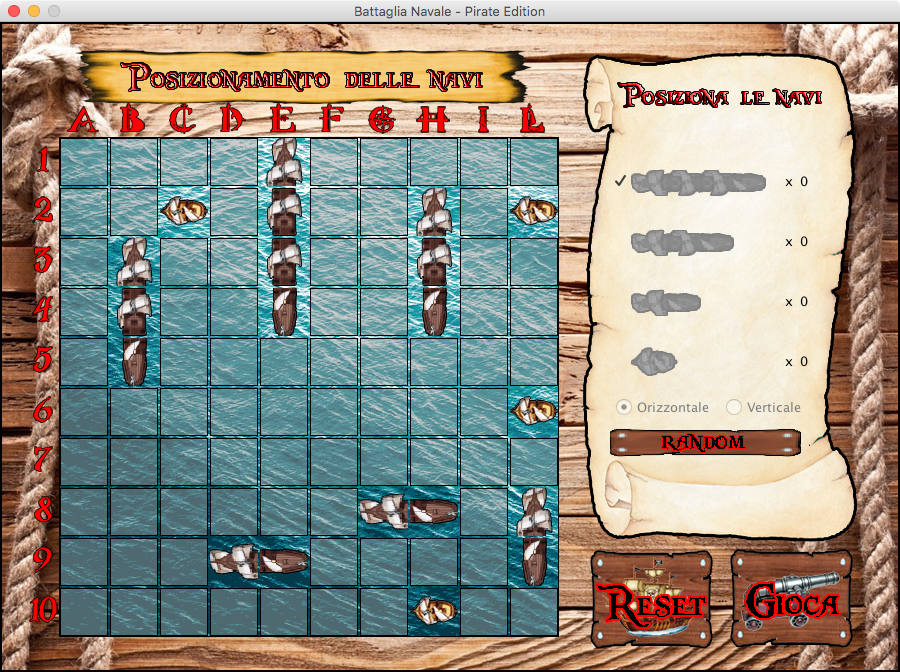 Battaglia Navale - Pirate Edition
Posizionamento delle navi
A B C D E F G H I L
1
2
3
4
5
6
7
8
9
10
Posiziona le navi
x 0
x 0
x 0
x 0
Orizzontale Verticale
RANDOM
Reset
Gioca